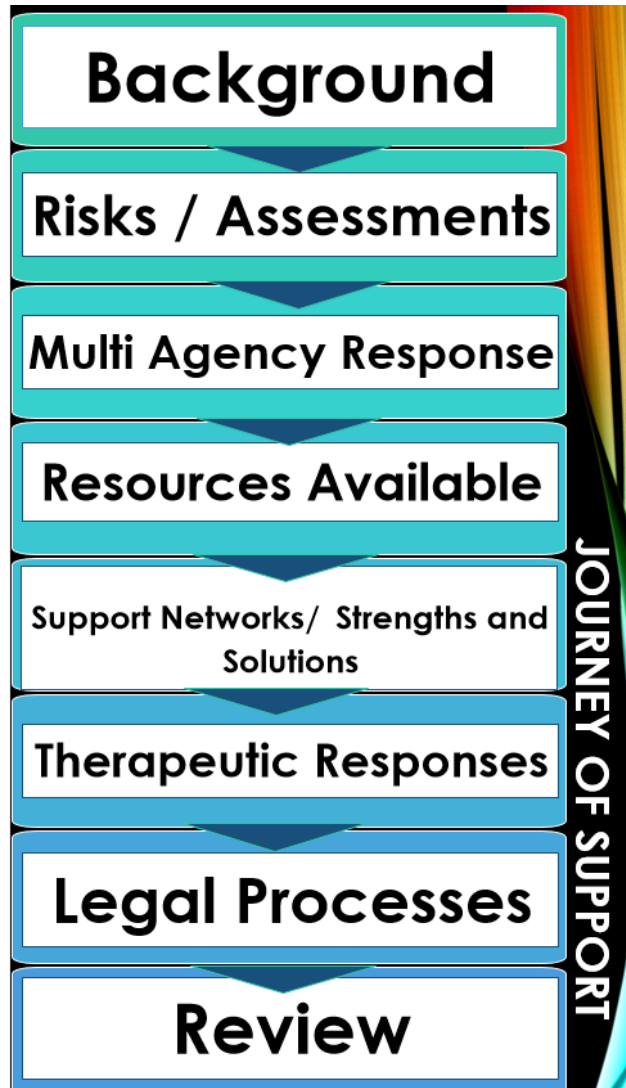 Background
Risks / Assessments
Multi Agency Response
Resources Available
Support Networks/ Strengths and
Solutions
Therapeutic Responses
Legal Processes
Review
JOURNEY OF SUPPORT